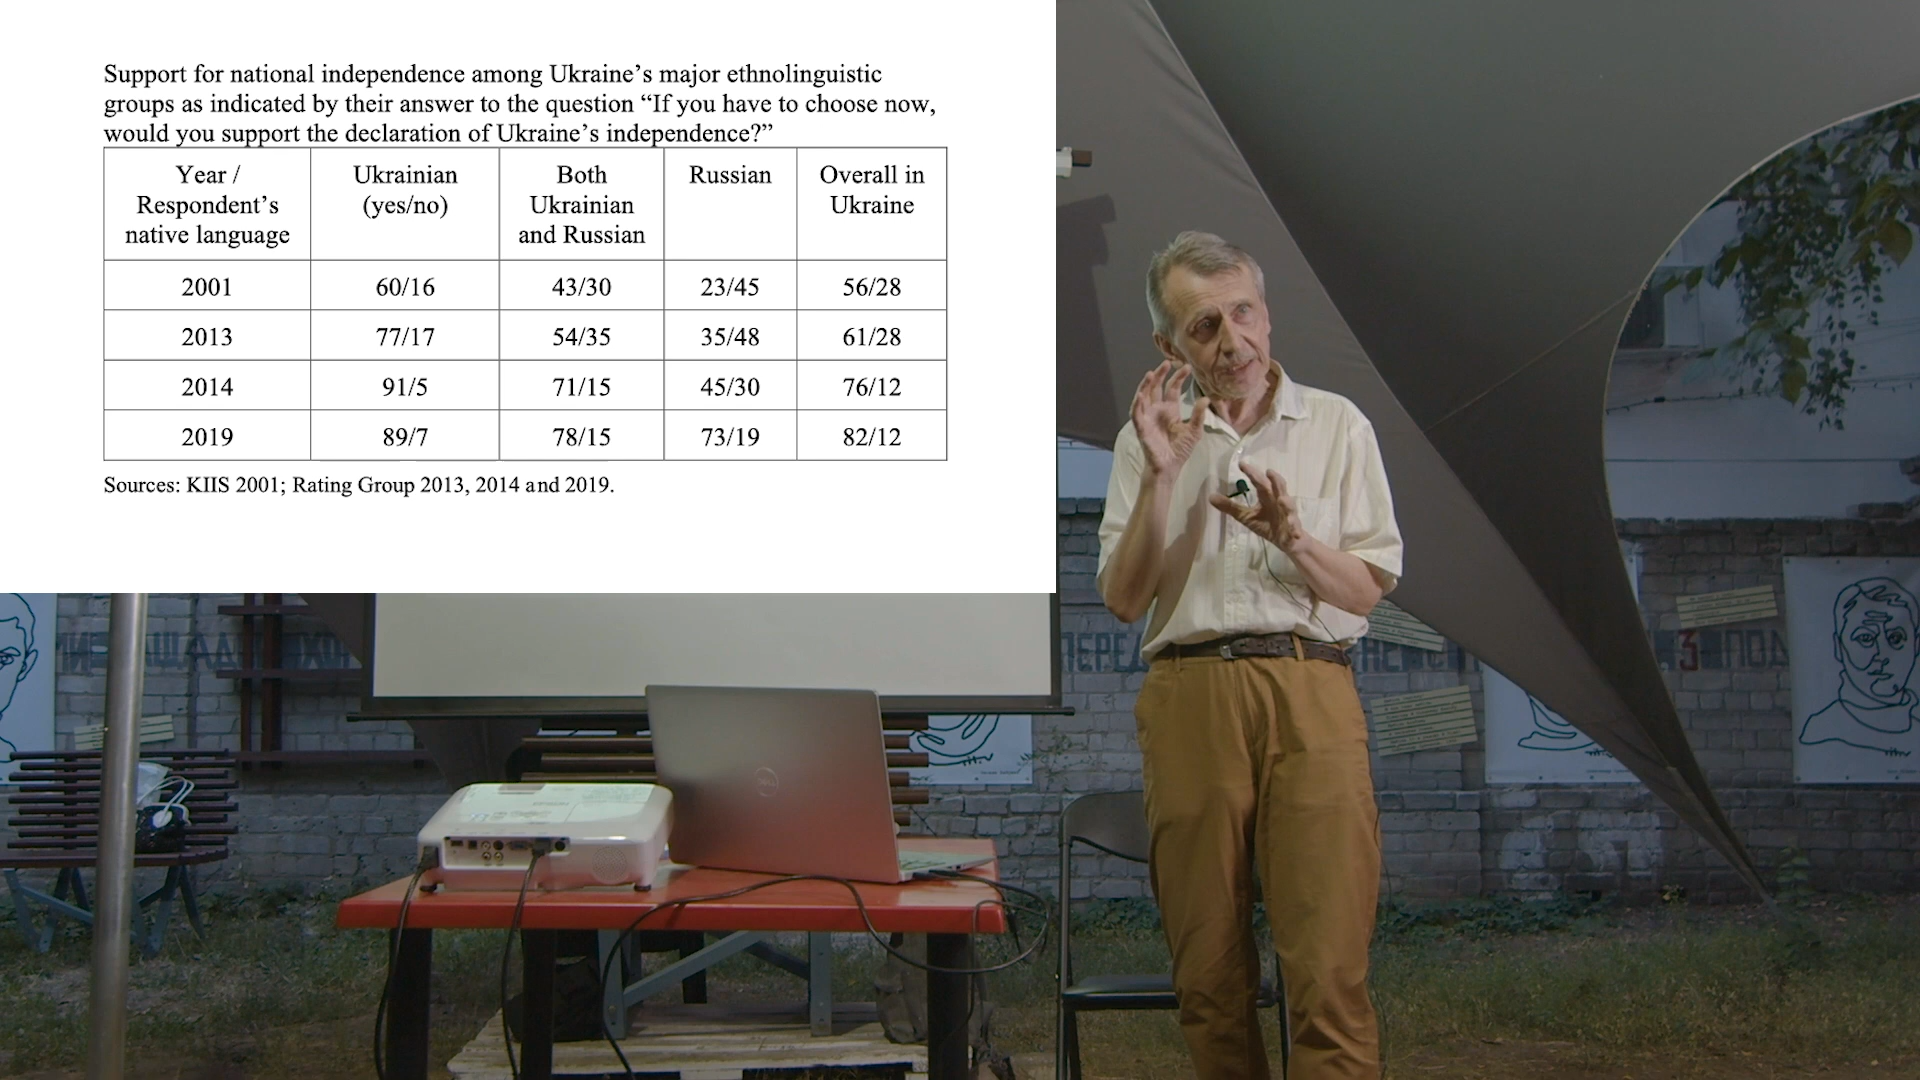 Support for national independence among Ukraine’s major ethnolinguistic
groups as indicated by their answer to the question “If you have to choose now,
would you support the declaration of Ukraine’s independence?”
Year / Respondent’s native language | Ukrainian (yes/no) | Both Ukrainian and Russian | Russian | Overall in Ukraine
2001 | 60/16 | 43/30 | 23/45 | 56/28
2013 | 77/17 | 54/35 | 35/48 | 61/28
2014 | 91/5 | 71/15 | 45/30 | 76/12
2019 | 89/7 | 78/15 | 73/19 | 82/12
Sources: KIIS 2001; Rating Group 2013, 2014 and 2019.
ПЕРЕД
З ПОД
DELL